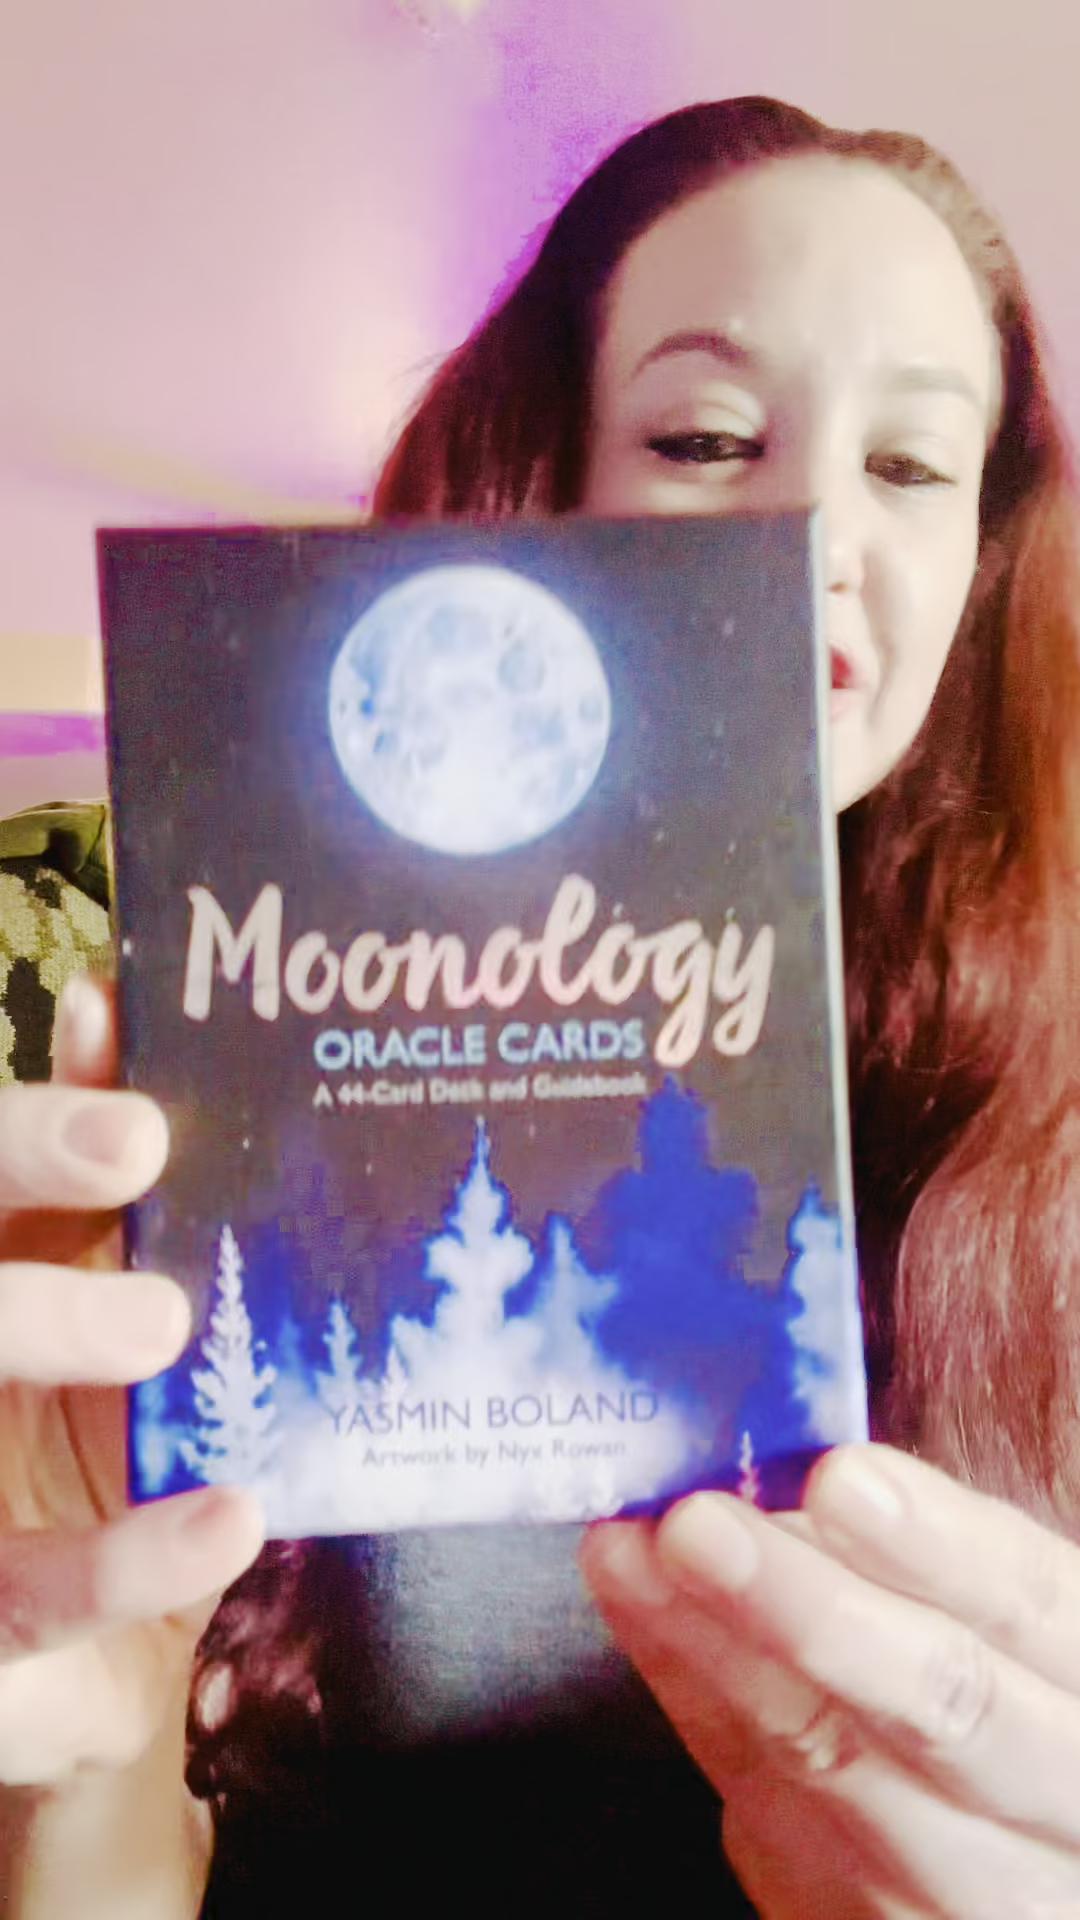 Moonology
ORACLE CARDS
A 44-Card Deck and Guidebook
YASMIN BOLAND
Artwork by Nyx Rowan